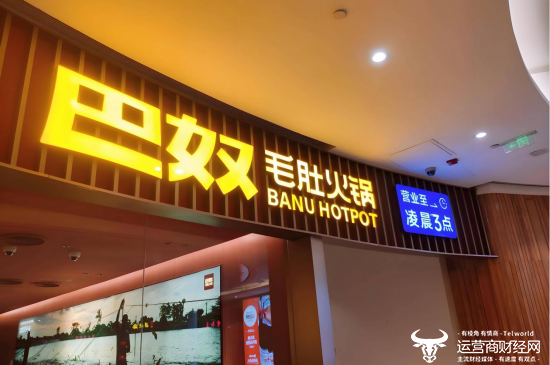 巴奴
毛肚火锅
BANU HOTPOT
营业至
凌晨3点
·有棱角 有情商·Telworld
运营商财经网
主流财经媒体·有速度 有观点·